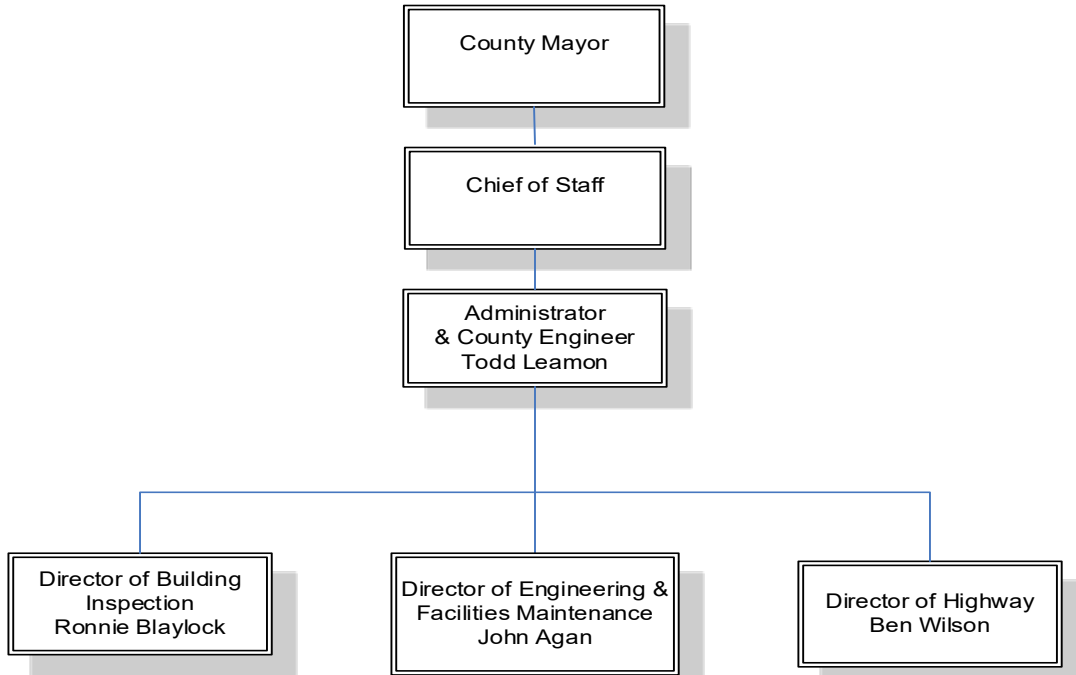 County Mayor
Chief of Staff
Administrator
& County Engineer
Todd Leamon
Director of Building
Inspection
Ronnie Blaylock
Director of Engineering &
Facilities Maintenance
John Agan
Director of Highway
Ben Wilson